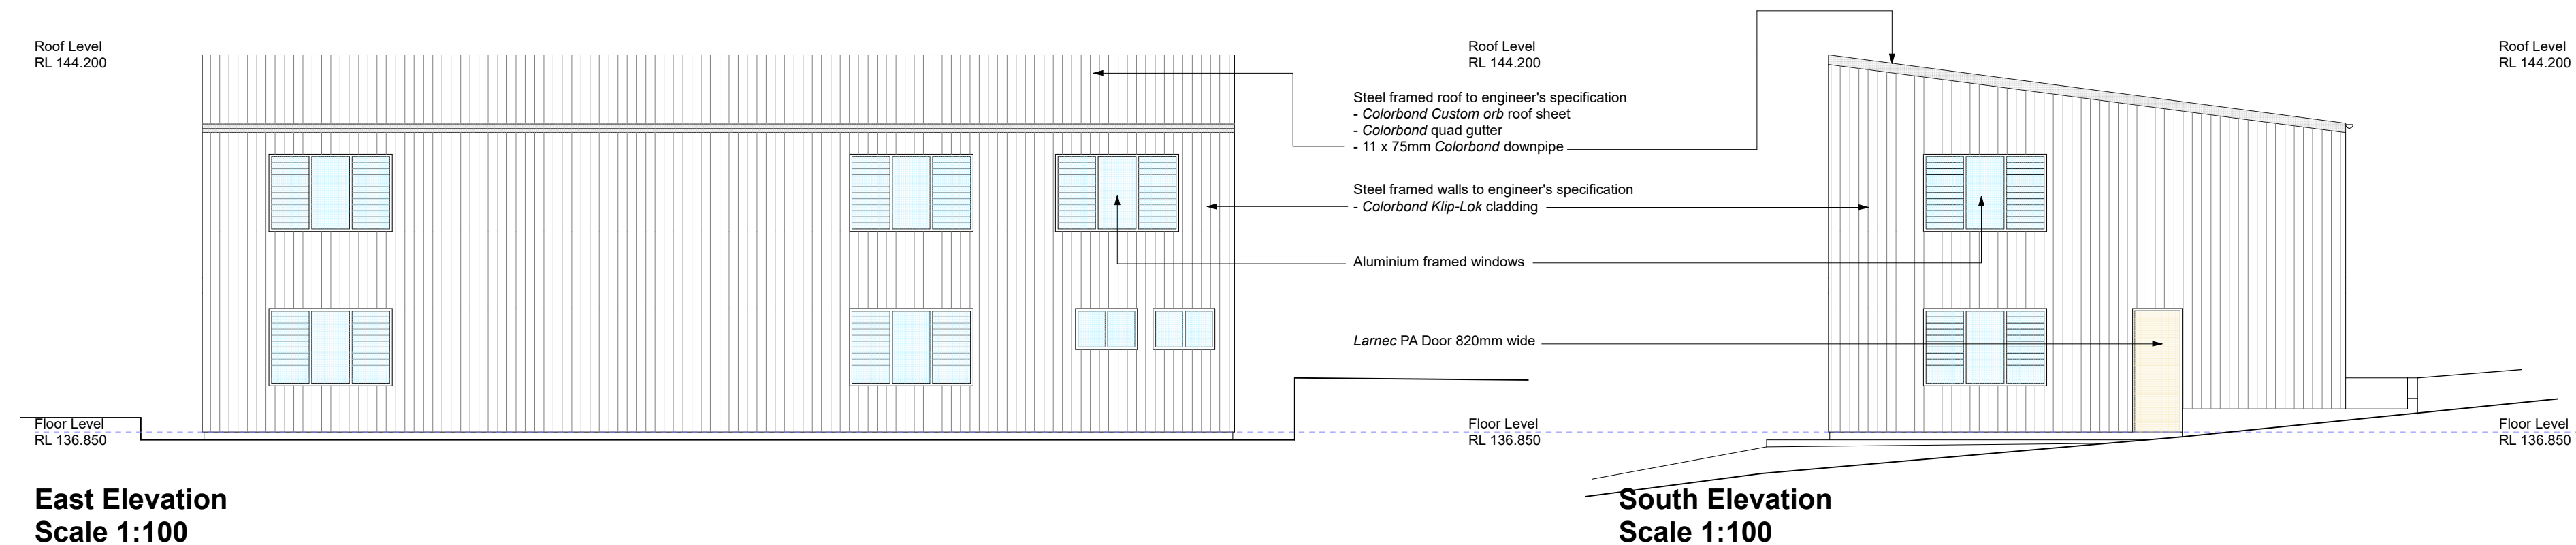 Roof Level
RL 144.200
Roof Level
RL 144.200
Roof Level
RL 144.200
Steel framed roof to engineer's specification
- Colorbond Custom orb roof sheet
- Colorbond quad gutter
- 11 x 75mm Colorbond downpipe
Steel framed walls to engineer's specification
- Colorbond Klip-Lok cladding
Aluminium framed windows
Larnec PA Door 820mm wide
Floor Level
RL 136.850
Floor Level
RL 136.850
Floor Level
RL 136.850
East Elevation
Scale 1:100
South Elevation
Scale 1:100